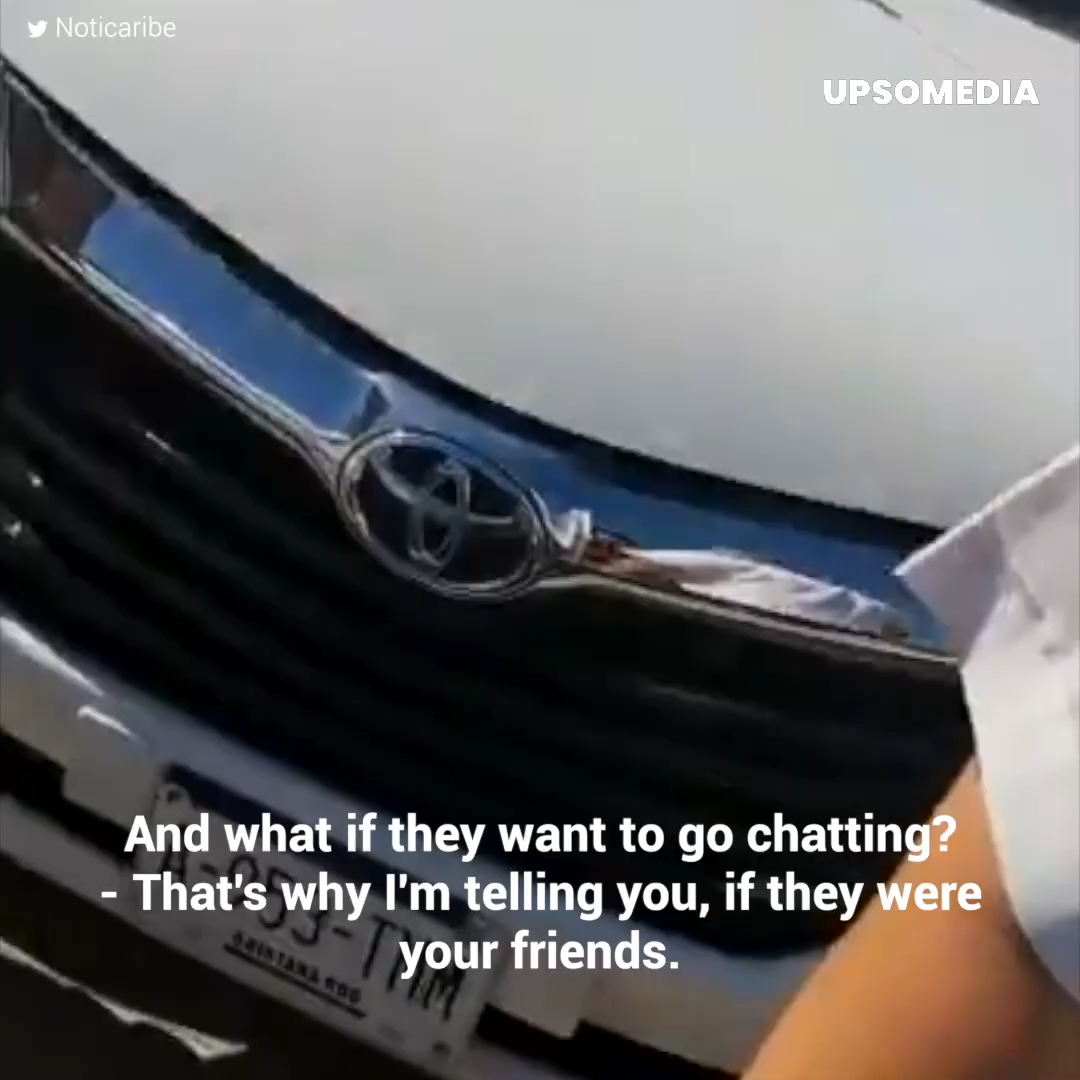 Noticaribe
UPSOMEDIA
And what if they want to go chatting?
- That's why I'm telling you, if they were
your friends.
QUINTANA ROO